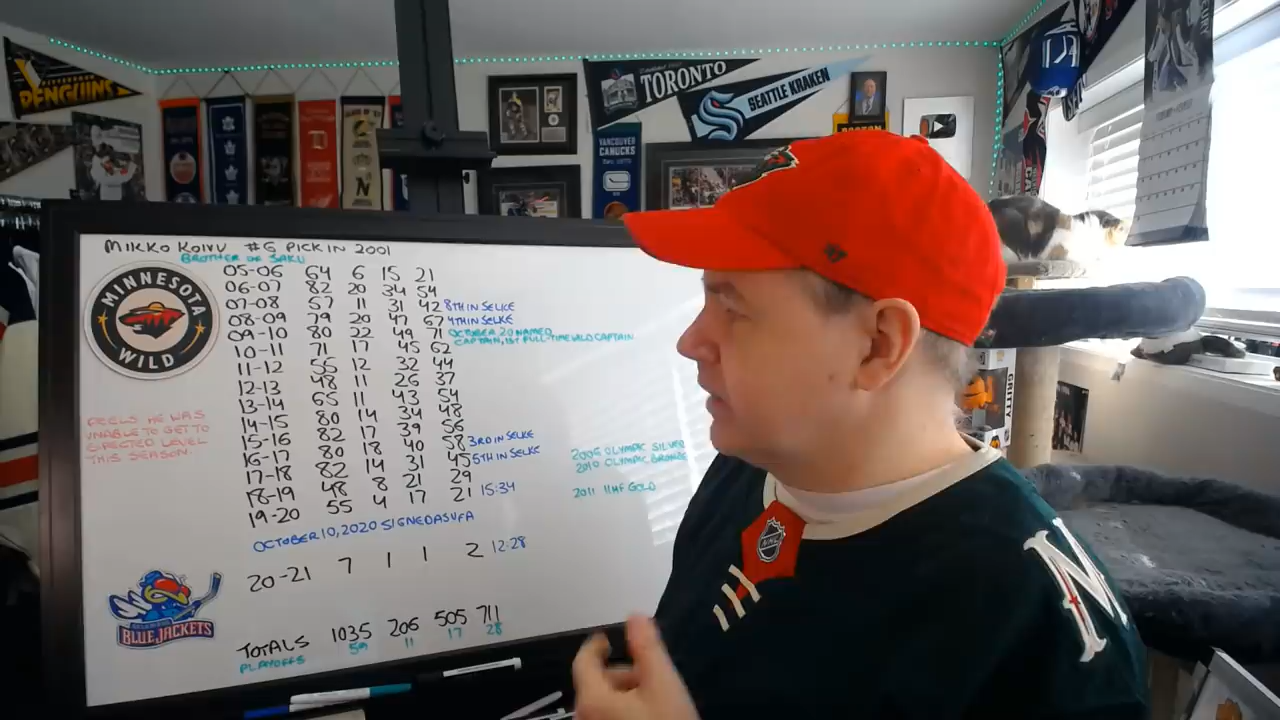 PENGUINS
TORONTO
SEATTLE KRAKEN
VANCOUVER
CANUCKS
BOSTON
MIKKO KOIVU #6 PICK IN 2001
BROTHER OF SAKU
MINNESOTA
WILD
05-06 64 6 15 21
06-07 82 20 34 54
07-08 57 11 31 42 8TH IN SELKE
08-09 79 20 47 67 4TH IN SELKE
09-10 80 22 49 71 OCTOBER 20 NAMED
CAPTAIN, 1ST FULL-TIME WILD CAPTAIN
10-11 71 17 45 62
11-12 55 12 32 44
12-13 48 11 26 37
13-14 65 11 43 54
14-15 80 14 34 48
15-16 82 17 39 56
16-17 80 18 40 58 3RD IN SELKE
17-18 82 14 31 45 5TH IN SELKE
18-19 48 8 21 29
19-20 55 4 17 21 15:34
FEELS HE WAS
UNABLE TO GET TO
EXPECTED LEVEL
THIS SEASON.
2006 OLYMPIC SILVER
2010 OLYMPIC BRONZE
2011 IIHF GOLD
OCTOBER 10, 2020 SIGNED AS UFA
20-21 7 1 1 2 12:28
BLUE JACKETS
TOTALS 1035 206 505 711
PLAYOFFS 59 11 17 28
NHL
GRITTY
N